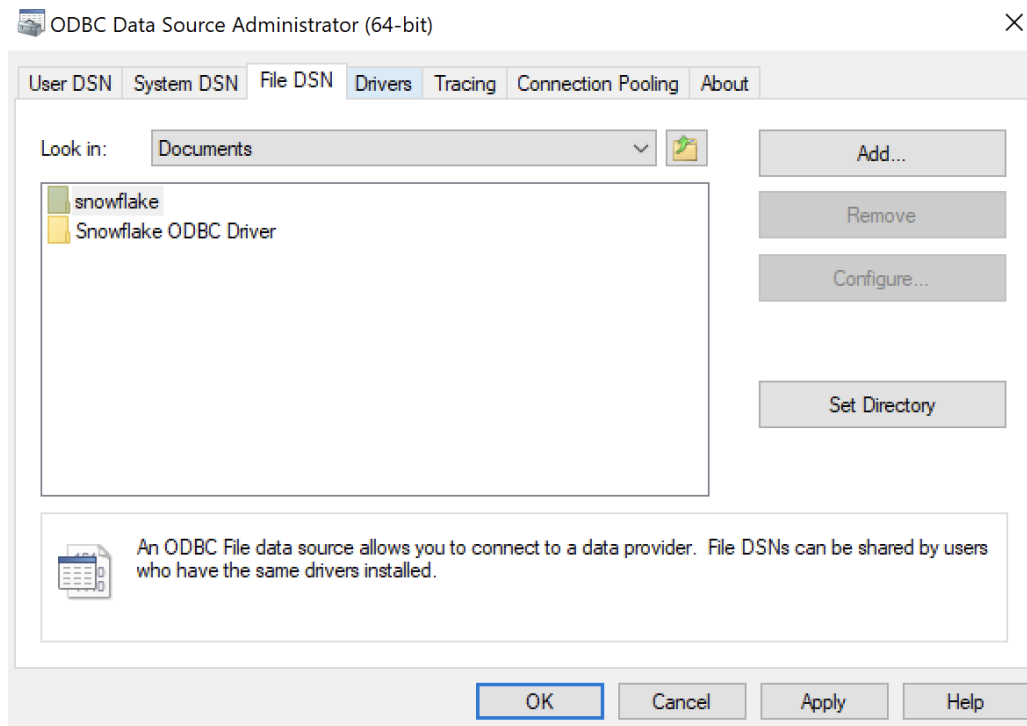 ODBC Data Source Administrator (64-bit)
User DSN System DSN File DSN Drivers Tracing Connection Pooling About
Look in: Documents
Add...
snowflake
Remove
Snowflake ODBC Driver
Configure...
Set Directory
An ODBC File data source allows you to connect to a data provider. File DSNs can be shared by users
who have the same drivers installed.
OK Cancel Apply Help